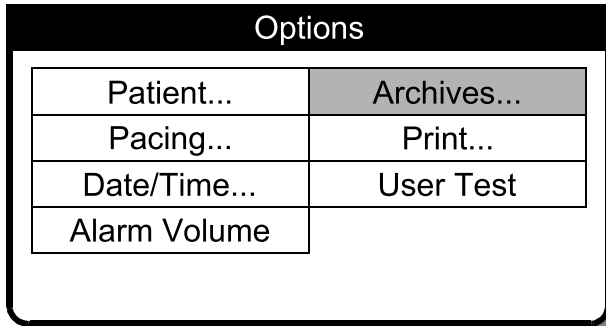 Options
Patient... Archives...
Pacing... Print...
Date/Time... User Test
Alarm Volume